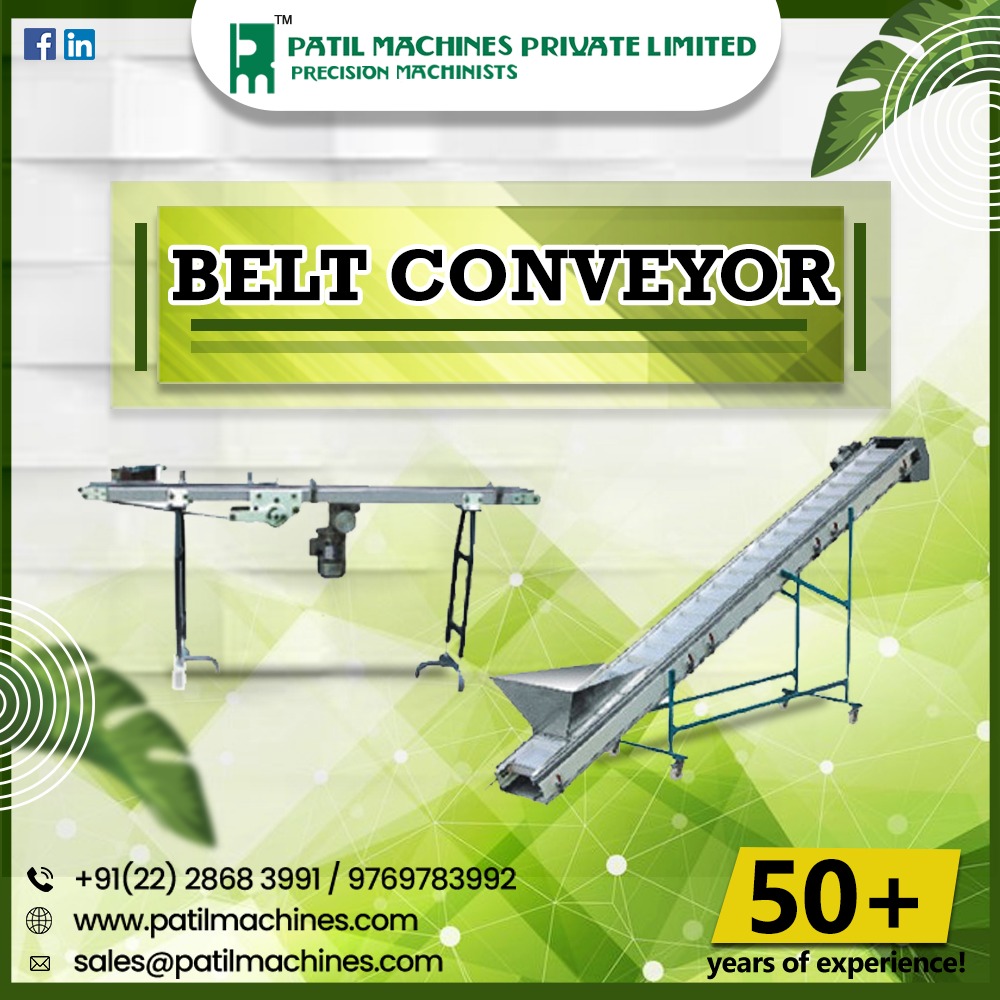 TM
PATIL MACHINES PRIVATE LIMITED
PRECISION MACHINISTS
BELT CONVEYOR
+91(22) 2868 3991 / 9769783992
www.patilmachines.com
sales@patilmachines.com
50+
years of experience!